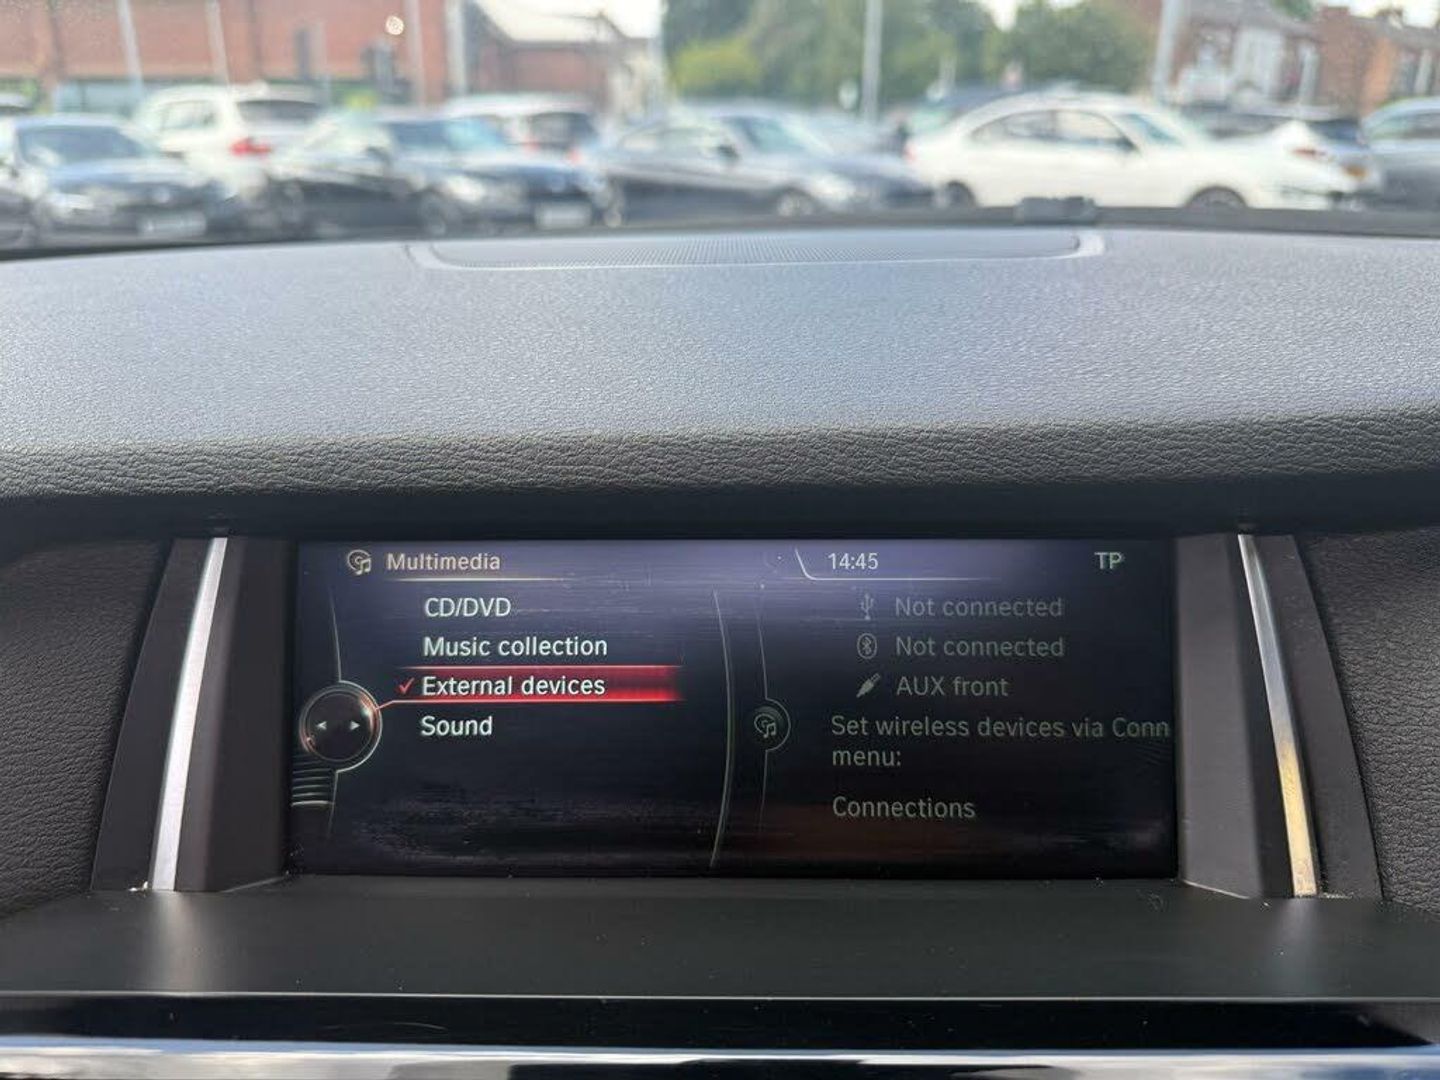 Multimedia
14:45
TP
CD/DVD
Music collection
External devices
Sound
Not connected
Not connected
AUX front
Set wireless devices via Conn
menu:
Connections